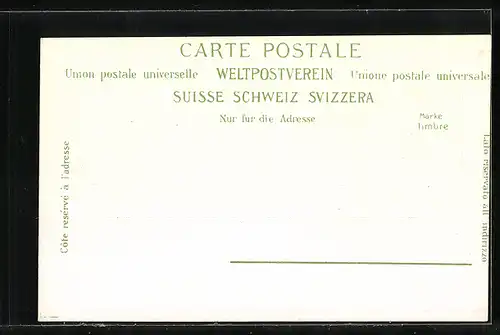 CARTE POSTALE
Union postale universelle WELTPOSTVEREIN Unione postale universale
SUISSE SCHWEIZ SVIZZERA
Nur für die Adresse
Marke
timbre
Côté réservé à l'adresse
Lato riservato all indirizzo